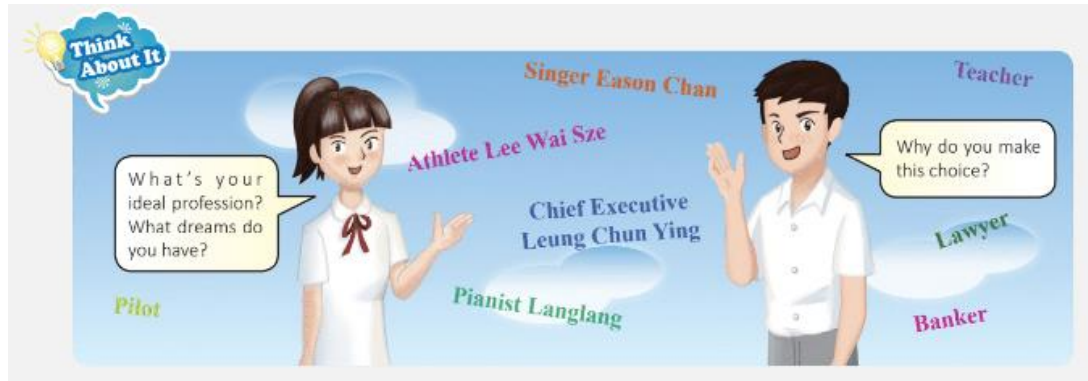 Think
About It
Singer Eason Chan
Teacher
Athlete Lee Wai Sze
Why do you make
this choice?
What's your
ideal profession?
What dreams do
you have?
Chief Executive
Leung Chun Ying
Lawyer
Pilot
Pianist Langlang
Banker